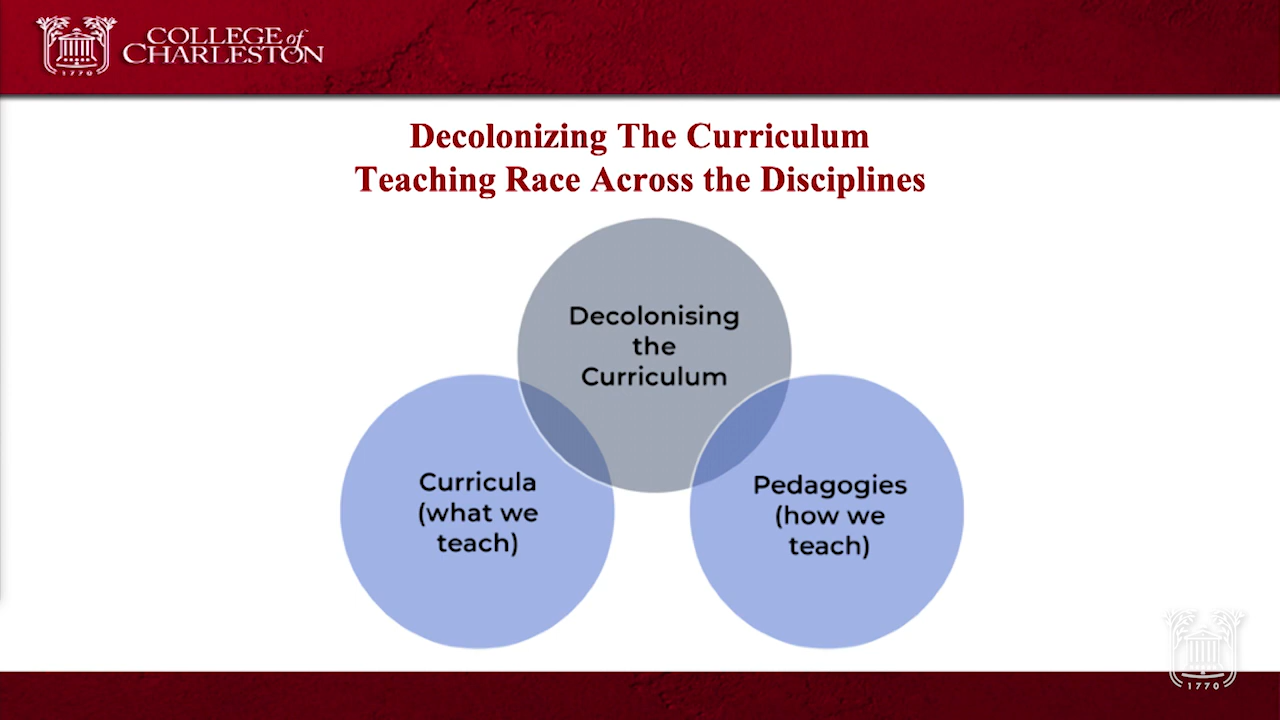 COLLEGE of
CHARLESTON
1770
Decolonizing The Curriculum
Teaching Race Across the Disciplines
Decolonising
the
Curriculum
Curricula
(what we
teach)
Pedagogies
(how we
teach)
1770